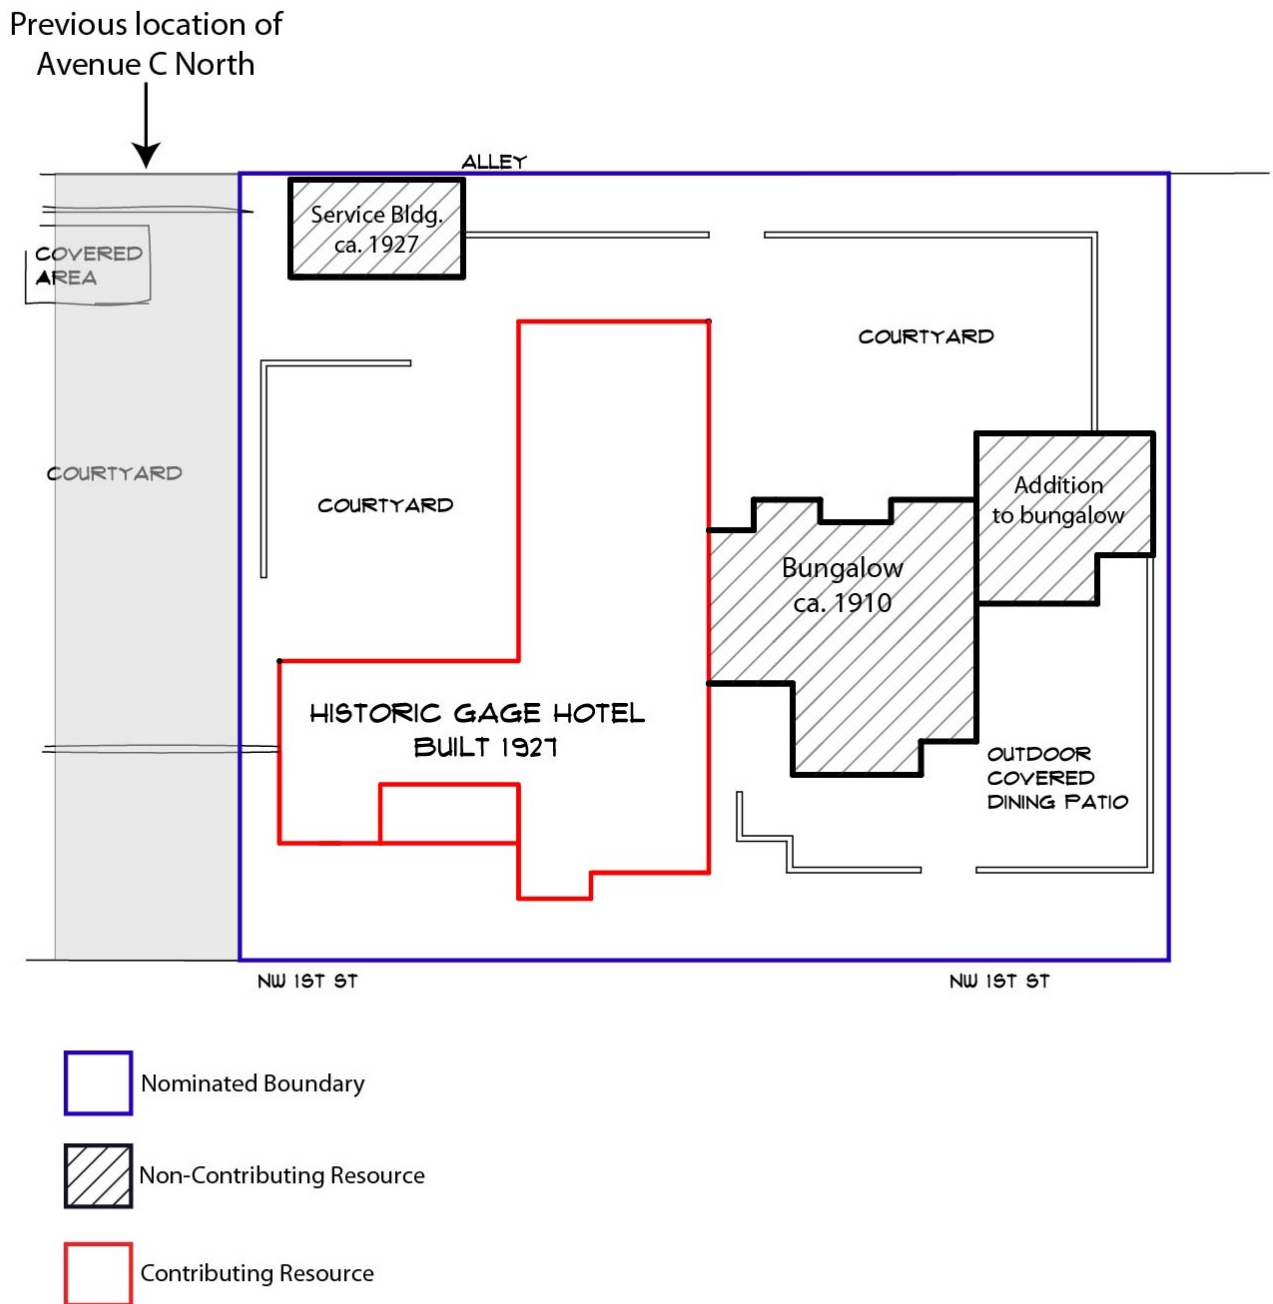 Previous location of
Avenue C North
ALLEY
Service Bldg.
ca. 1927
COVERED
AREA
COURTYARD
COURTYARD
COURTYARD
Addition
to bungalow
Bungalow
ca. 1910
HISTORIC GAGE HOTEL
BUILT 1927
OUTDOOR
COVERED
DINING PATIO
NW 1ST ST
NW 1ST ST
Nominated Boundary
Non-Contributing Resource
Contributing Resource